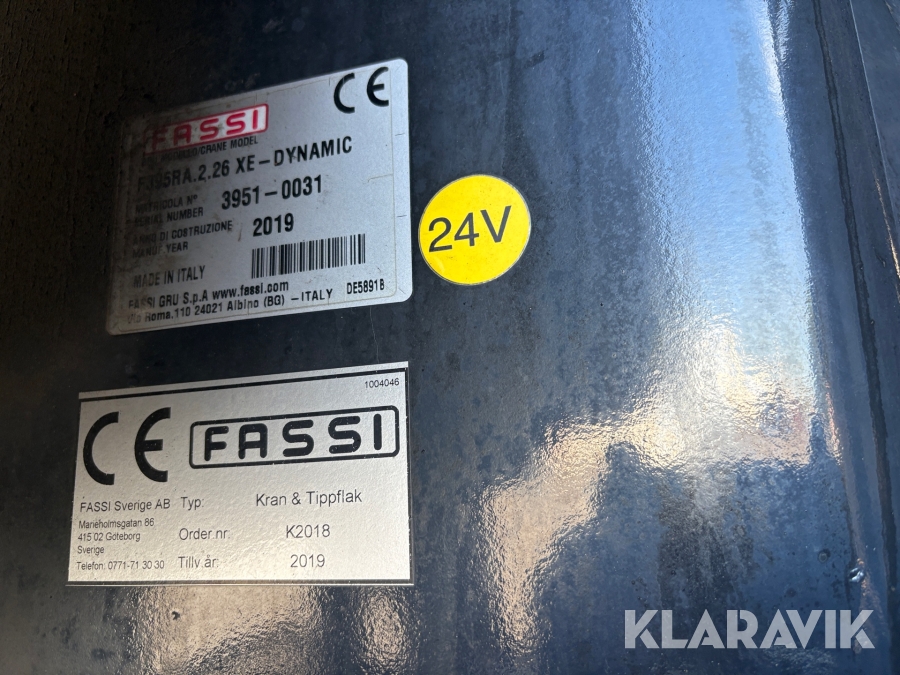 CE
FASSI
MODELLO/CRANE MODEL
F395RA.2.26 XE-DYNAMIC
MATRICOLA N° 3951-0031
SERIAL NUMBER
ANNO DI COSTRUZIONE 2019
MANUF. YEAR
MADE IN ITALY
FASSI GRU S.p.A www.fassi.com DE5891B
Via Roma.110 24021 Albino (BG) -ITALY
24V
1004046
CE FASSI
FASSI Sverige AB Typ: Kran & Tippflak
Marieholmsgatan 86
415 02 Göteborg Order nr: K2018
Sverige
Telefon: 0771-71 30 30 Tillv.år: 2019
KLARAVIK